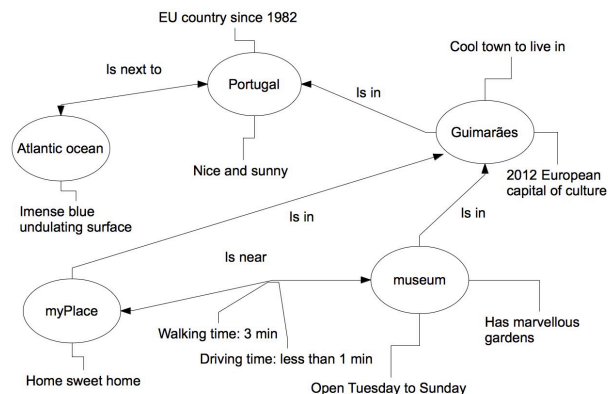 EU country since 1982
Cool town to live in
Is next to
Portugal
Is in
Guimarães
Atlantic ocean
Nice and sunny
2012 European
capital of culture
Imense blue
undulating surface
Is in
Is in
Is near
museum
myPlace
Walking time: 3 min
Has marvellous
gardens
Driving time: less than 1 min
Home sweet home
Open Tuesday to Sunday